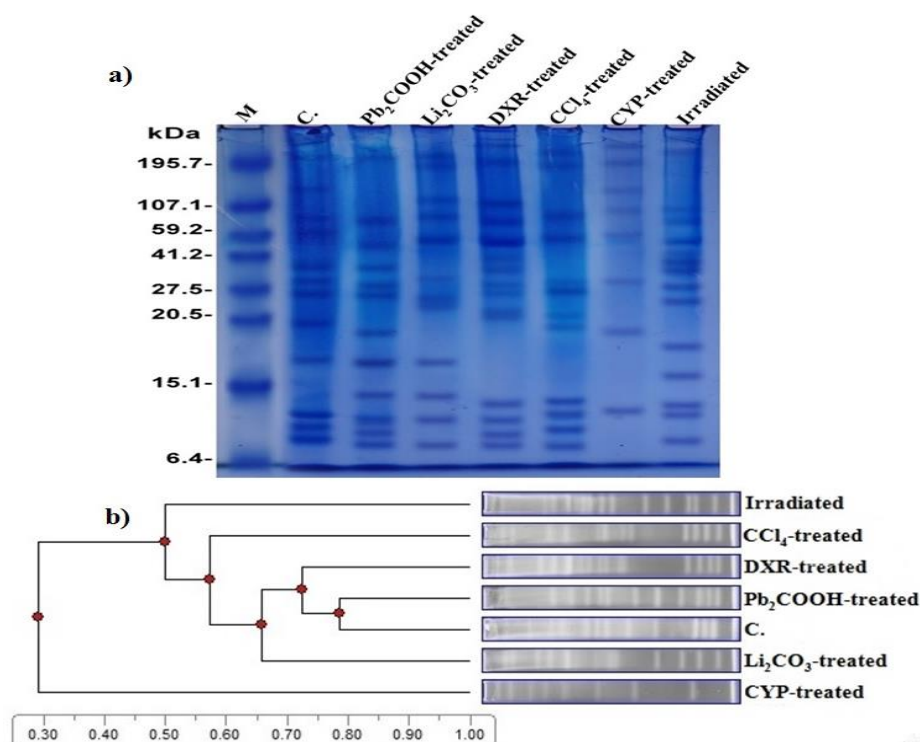 a)
M C. Pb₂COOH-treated Li₂CO₃-treated DXR-treated CCl₄-treated CYP-treated Irradiated
kDa
195.7-
107.1-
59.2-
41.2-
27.5-
20.5-
15.1-
6.4-
b)
Irradiated
CCl₄-treated
DXR-treated
Pb₂COOH-treated
C.
Li₂CO₃-treated
CYP-treated
0.30 0.40 0.50 0.60 0.70 0.80 0.90 1.00